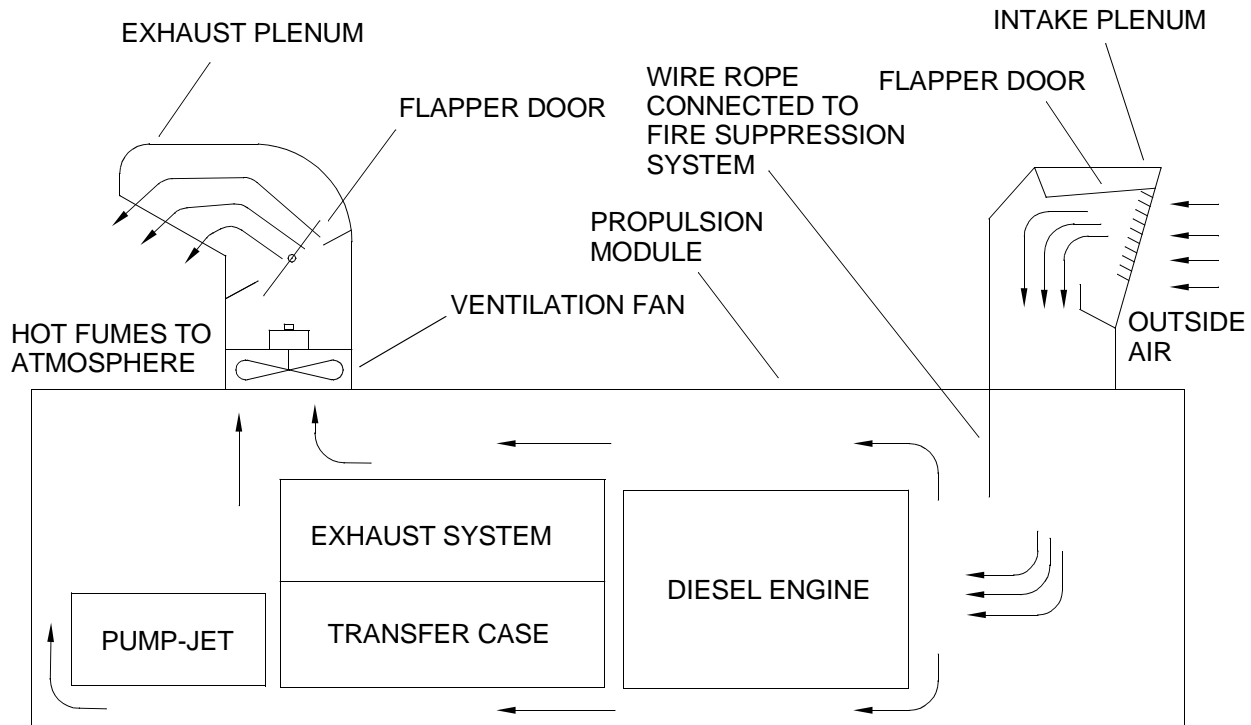 EXHAUST PLENUM
INTAKE PLENUM
WIRE ROPE
CONNECTED TO
FIRE SUPPRESSION
SYSTEM
FLAPPER DOOR
FLAPPER DOOR
PROPULSION
MODULE
VENTILATION FAN
HOT FUMES TO
ATMOSPHERE
OUTSIDE
AIR
EXHAUST SYSTEM
DIESEL ENGINE
PUMP-JET
TRANSFER CASE